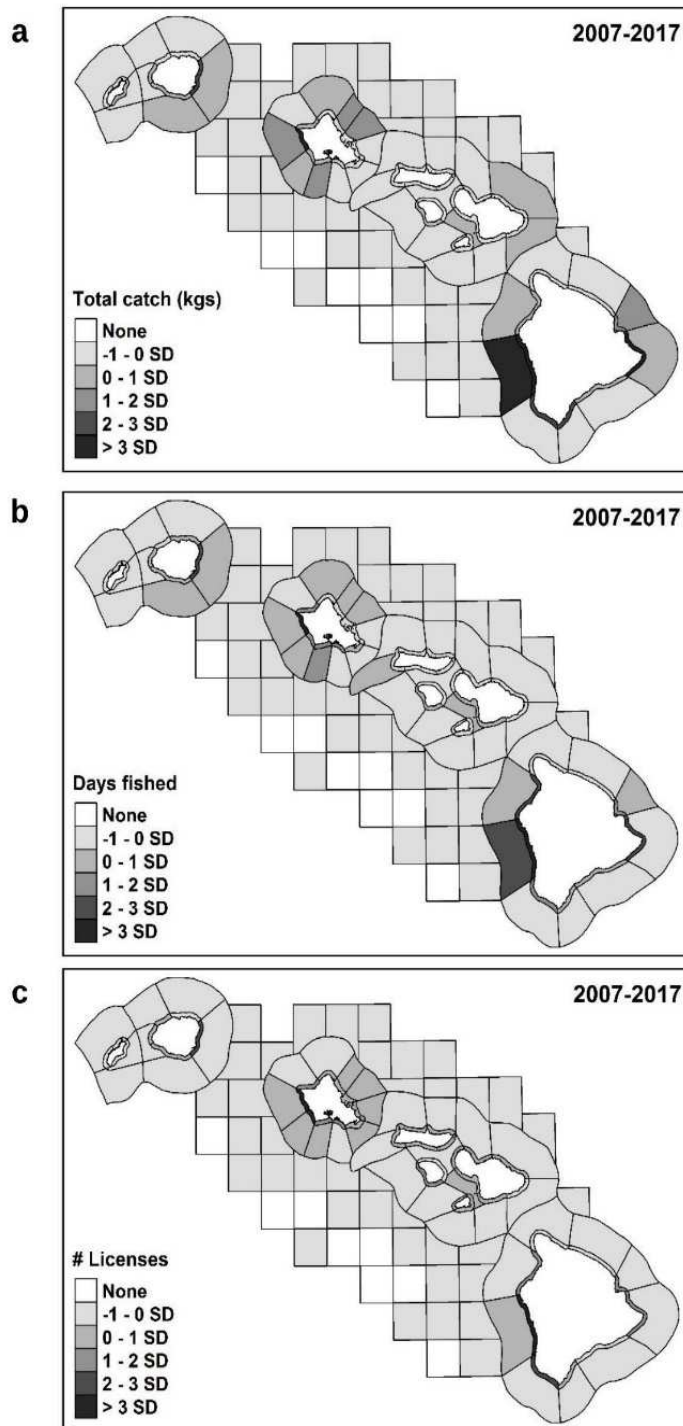 a
2007-2017
Total catch (kgs)
None
-1 - 0 SD
0 - 1 SD
1 - 2 SD
2 - 3 SD
> 3 SD
b
2007-2017
Days fished
None
-1 - 0 SD
0 - 1 SD
1 - 2 SD
2 - 3 SD
> 3 SD
c
2007-2017
# Licenses
None
-1 - 0 SD
0 - 1 SD
1 - 2 SD
2 - 3 SD
> 3 SD